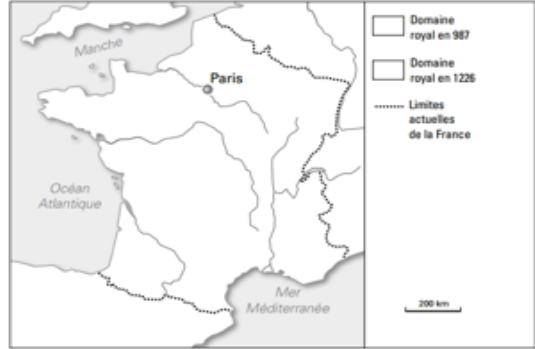 Manche
Paris
Océan
Atlantique
Mer
Méditerranée
Domaine
royal en 987
Domaine
royal en 1226
Limites
actuelles
de la France
200 km